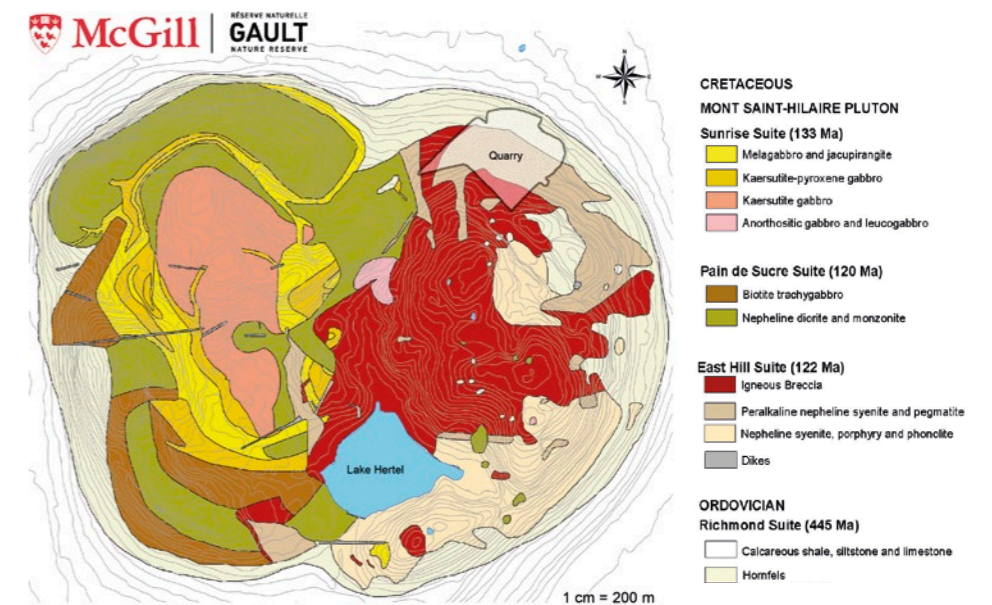 McGill
RÉSERVE NATURELLE
GAULT
NATURE RESERVE
N
W
E
S
Quarry
Lake Hertel
1 cm = 200 m
CRETACEOUS
MONT SAINT-HILAIRE PLUTON
Sunrise Suite (133 Ma)
Melagabbro and jacupirangite
Kaersutite-pyroxene gabbro
Kaersutite gabbro
Anorthositic gabbro and leucogabbro
Pain de Sucre Suite (120 Ma)
Biotite trachygabbro
Nepheline diorite and monzonite
East Hill Suite (122 Ma)
Igneous Breccia
Peralkaline nepheline syenite and pegmatite
Nepheline syenite, porphyry and phonolite
Dikes
ORDOVICIAN
Richmond Suite (445 Ma)
Calcareous shale, siltstone and limestone
Hornfels